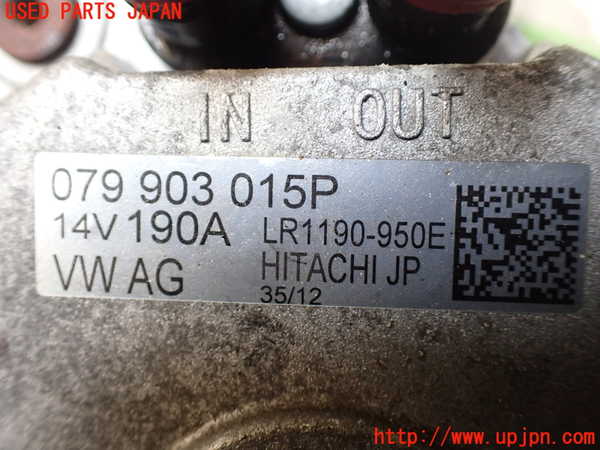 USED PARTS JAPAN
IN OUT
079 903 015P
14V 190A LR1190-950E
VW AG HITACHI JP
35/12
http://www.upjpn.com/